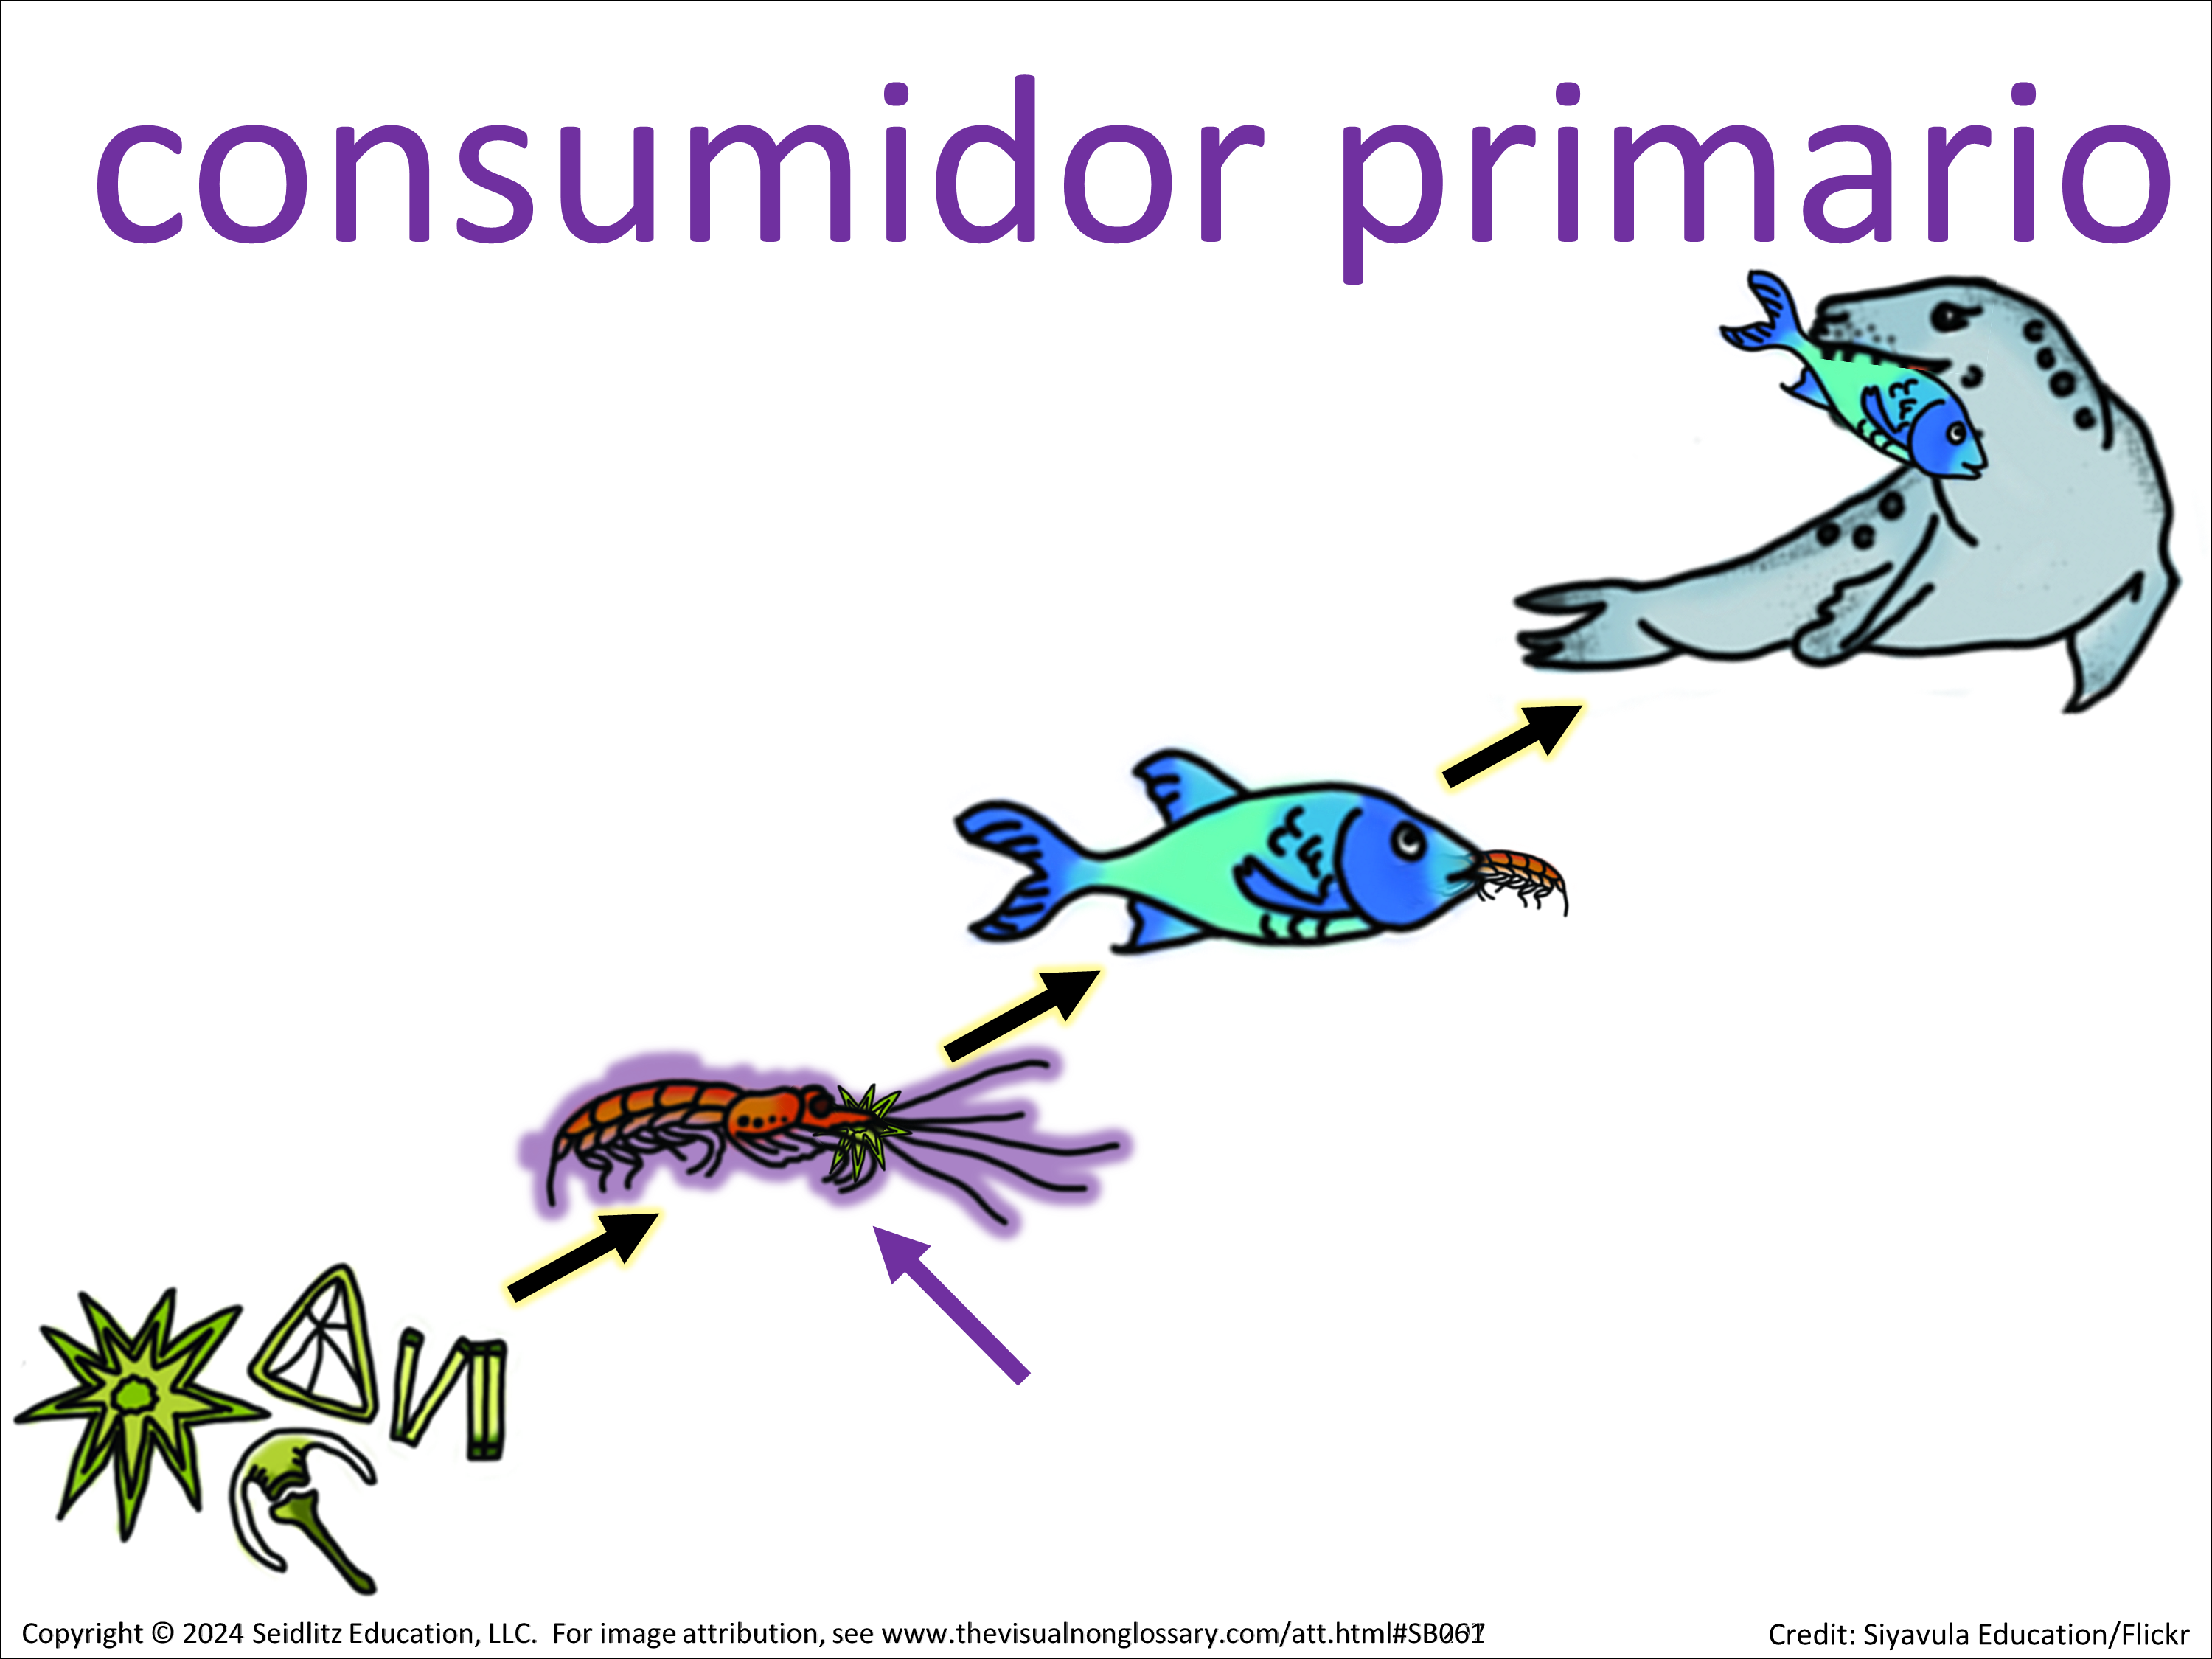 consumidor primario
Copyright © 2024 Seidlitz Education, LLC.  For image attribution, see www.thevisualnonglossary.com/att.html
Credit: Siyavula Education/Flickr